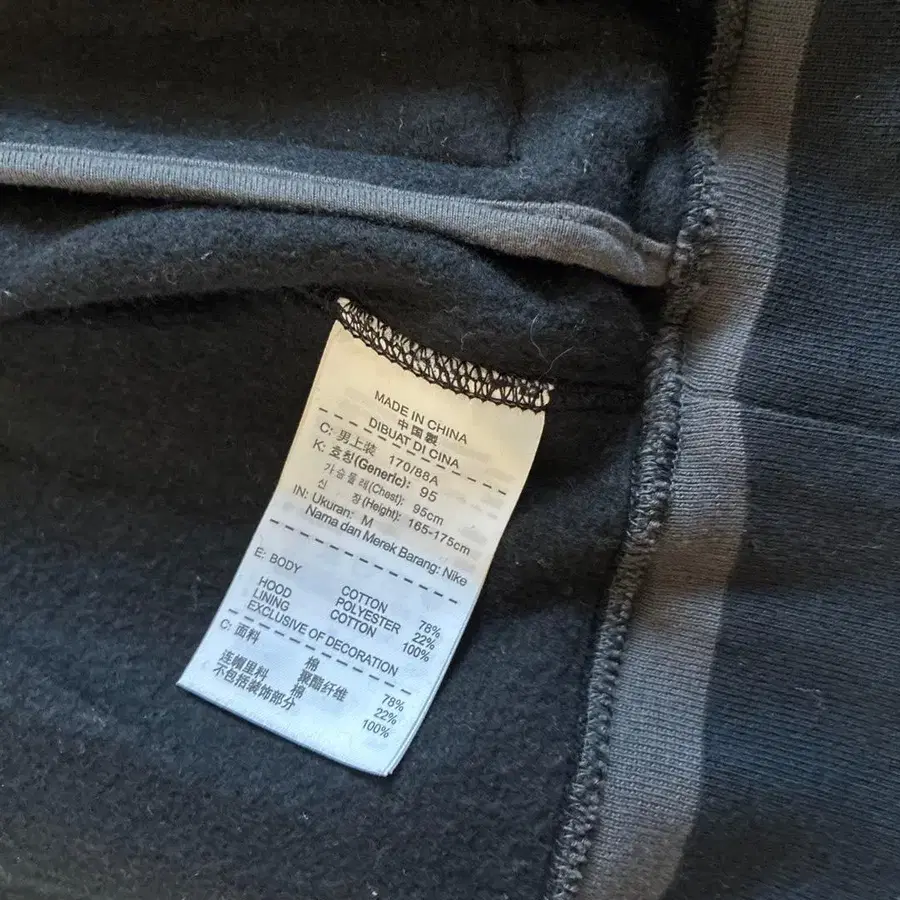 MADE IN CHINA
中国製
DIBUAT DI CINA
C: 男上装 170/88A
K: 호칭(Generic): 95
가슴둘레(Chest): 95cm
신 장(Height): 165-175cm
IN: Ukuran: M
Nama dan Merek Barang: Nike
E: BODY COTTON 78%
POLYESTER 22%
HOOD LINING COTTON 100%
EXCLUSIVE OF DECORATION
C: 面料 棉 78%
聚酯纤维 22%
连帽里料 棉 100%
不包括装饰部分